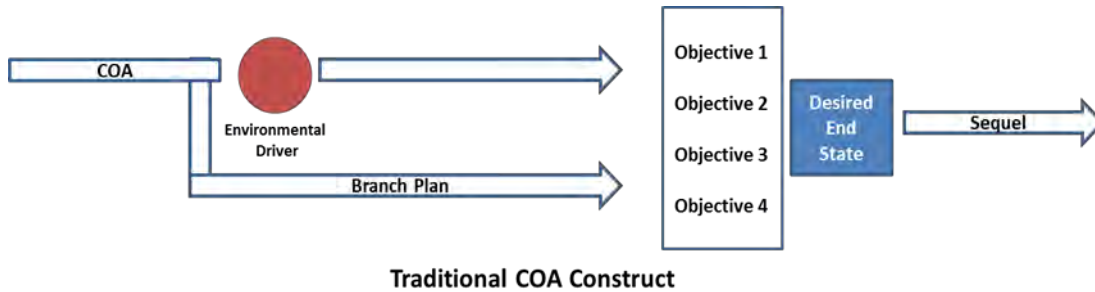 COA
Environmental
Driver
Branch Plan
Objective 1
Objective 2
Objective 3
Objective 4
Desired
End
State
Sequel
Traditional COA Construct